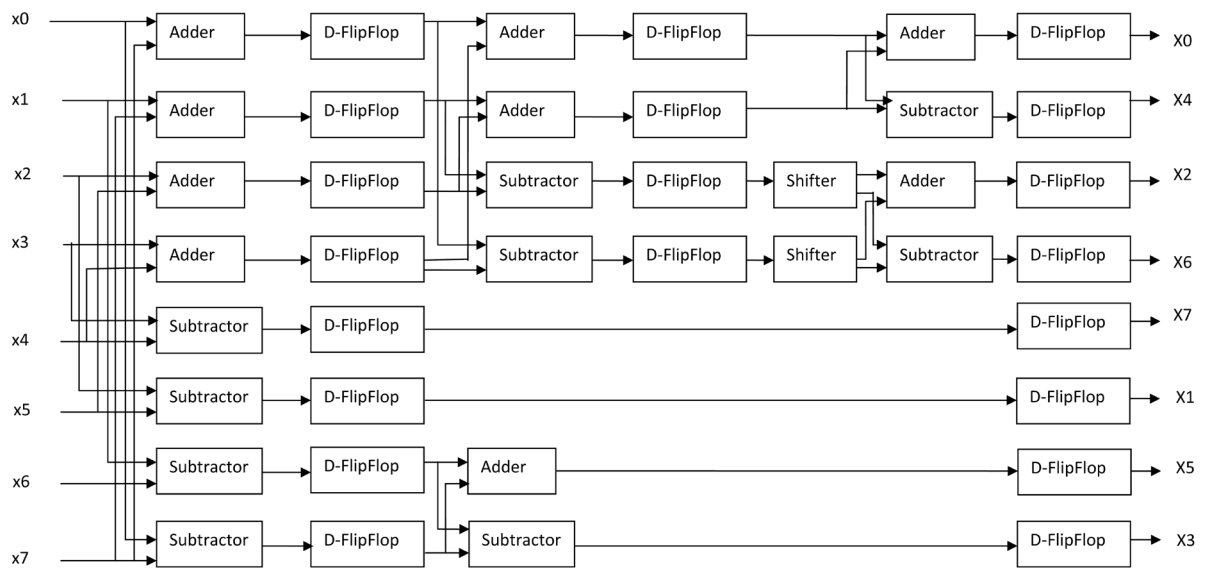 x0 Adder D-FlipFlop Adder D-FlipFlop Adder D-FlipFlop X0
x1 Adder D-FlipFlop Adder D-FlipFlop Subtractor D-FlipFlop X4
x2 Adder D-FlipFlop Subtractor D-FlipFlop Shifter Adder D-FlipFlop X2
x3 Adder D-FlipFlop Subtractor D-FlipFlop Shifter Subtractor D-FlipFlop X6
x4 Subtractor D-FlipFlop D-FlipFlop X7
x5 Subtractor D-FlipFlop D-FlipFlop X1
x6 Subtractor D-FlipFlop Adder D-FlipFlop X5
x7 Subtractor D-FlipFlop Subtractor D-FlipFlop X3